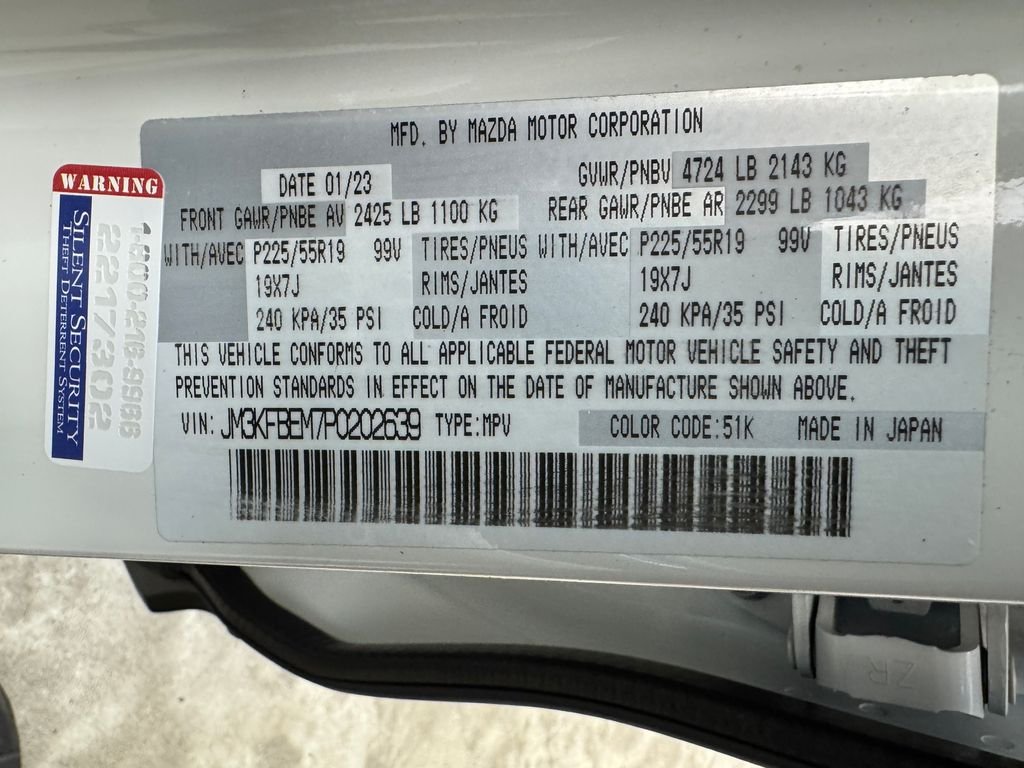 MFD. BY MAZDA MOTOR CORPORATION
DATE 01/23 GVWR/PNBV 4724 LB 2143 KG
FRONT GAWR/PNBE AV 2425 LB 1100 KG REAR GAWR/PNBE AR 2299 LB 1043 KG
WITH/AVEC P225/55R19 99V TIRES/PNEUS WITH/AVEC P225/55R19 99V TIRES/PNEUS
19X7J RIMS/JANTES 19X7J RIMS/JANTES
240 KPA/35 PSI COLD/A FROID 240 KPA/35 PSI COLD/A FROID
THIS VEHICLE CONFORMS TO ALL APPLICABLE FEDERAL MOTOR VEHICLE SAFETY AND THEFT
PREVENTION STANDARDS IN EFFECT ON THE DATE OF MANUFACTURE SHOWN ABOVE.
VIN: JM3KFBEM7P0202639 TYPE:MPV COLOR CODE:51K MADE IN JAPAN
WARNING
SILENT SECURITY
THEFT DETERRENT SYSTEM
2217302
ZR